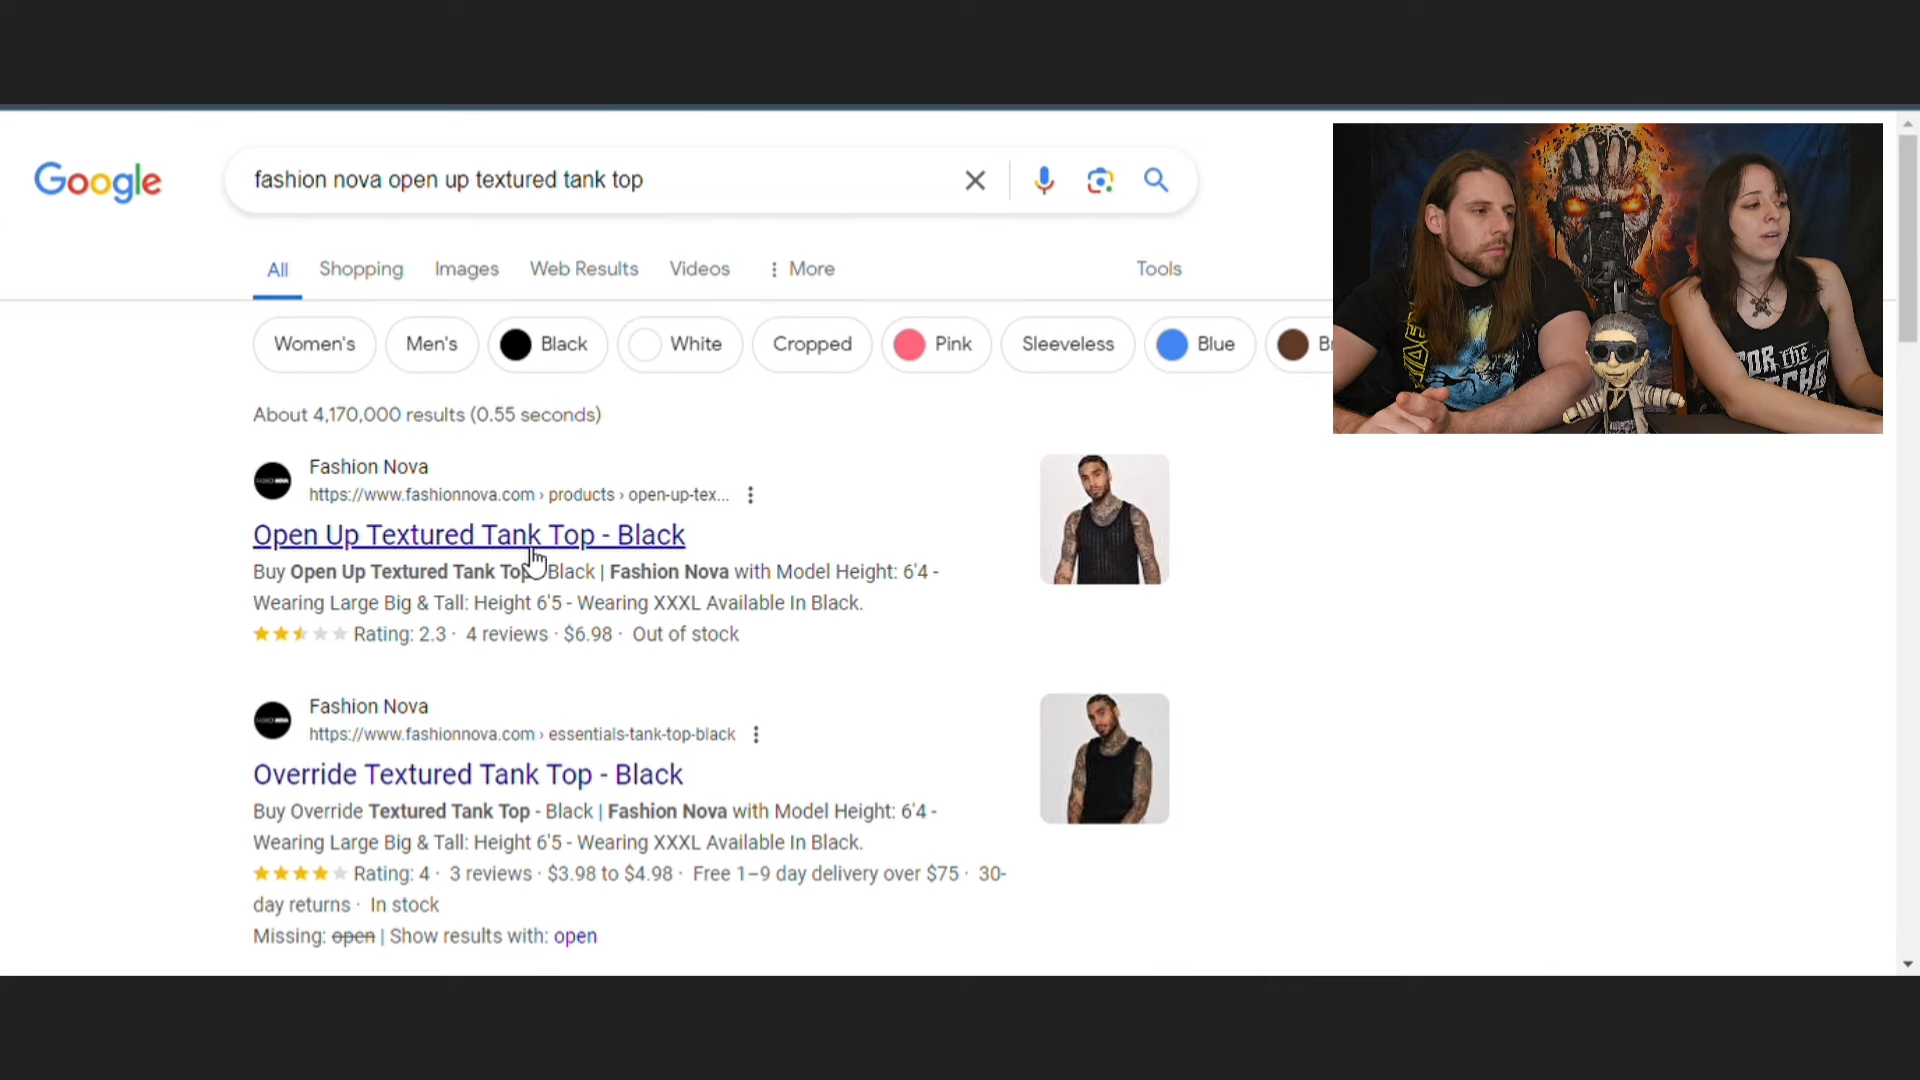 Google
fashion nova open up textured tank top
All
Shopping
Images
Web Results
Videos
More
Tools
Women's
Men's
Black
White
Cropped
Pink
Sleeveless
Blue
About 4,170,000 results (0.55 seconds)
Fashion Nova
https://www.fashionnova.com › products › open-up-tex...
Open Up Textured Tank Top - Black
Buy Open Up Textured Tank Top Black | Fashion Nova with Model Height: 6'4 -
Wearing Large Big & Tall: Height 6'5 - Wearing XXXL Available In Black.
Rating: 2.3 · 4 reviews · $6.98 · Out of stock
Fashion Nova
https://www.fashionnova.com › essentials-tank-top-black
Override Textured Tank Top - Black
Buy Override Textured Tank Top - Black | Fashion Nova with Model Height: 6'4 -
Wearing Large Big & Tall: Height 6'5 - Wearing XXXL Available In Black.
Rating: 4 · 3 reviews · $3.98 to $4.98 · Free 1–9 day delivery over $75 · 30-
day returns · In stock
Missing: open | Show results with: open
FOR the